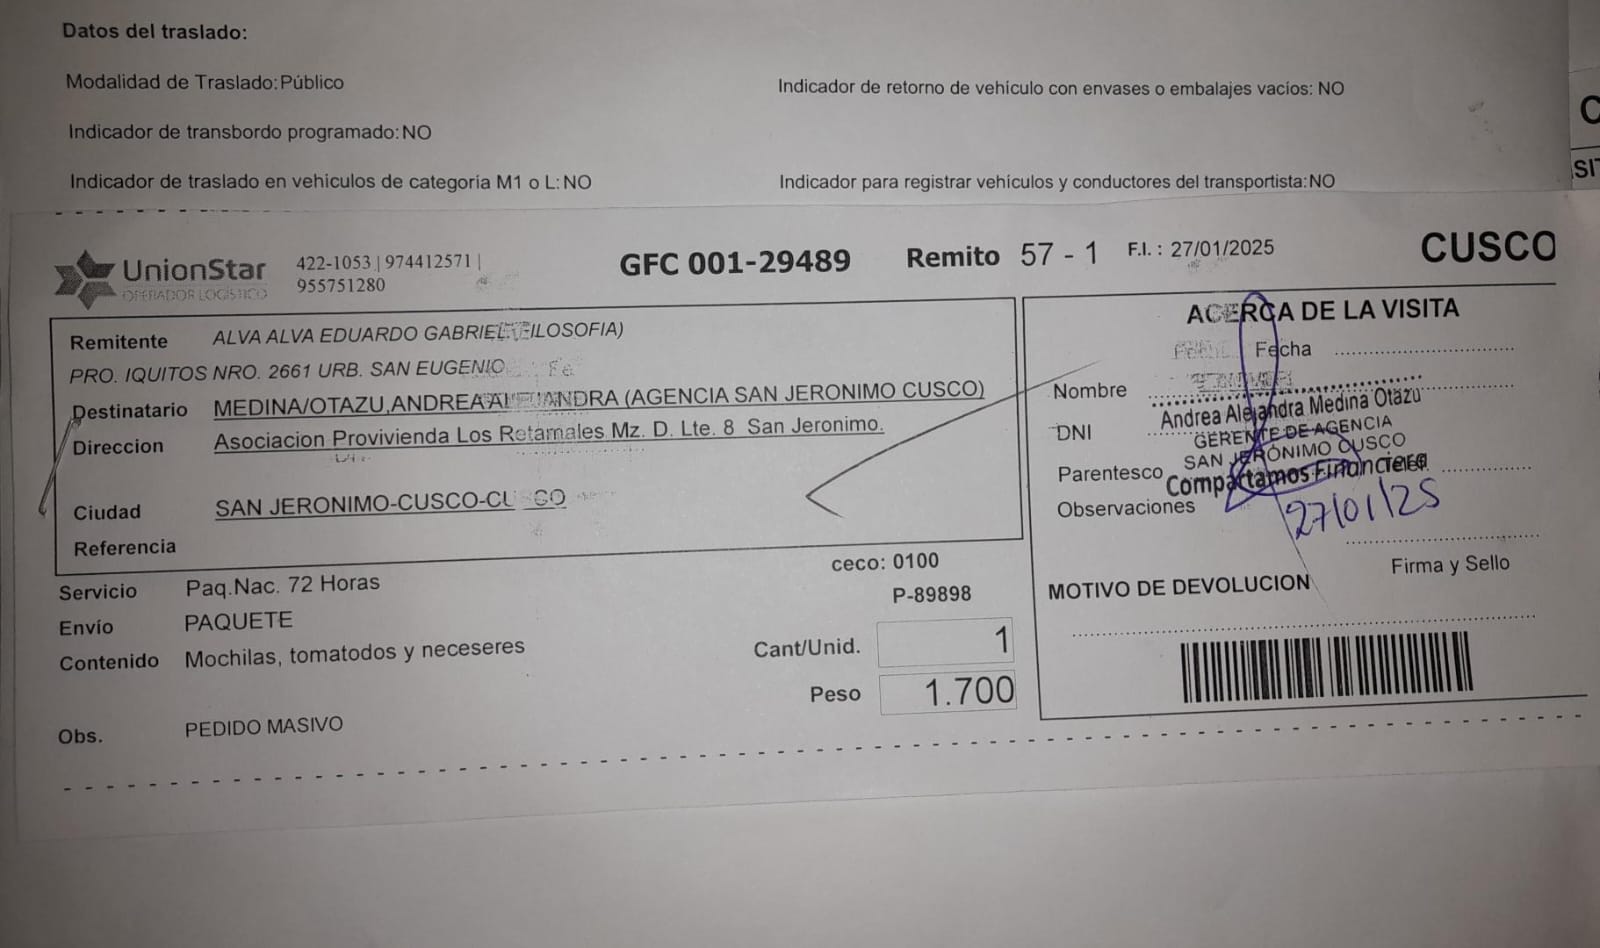 Datos del traslado:
Modalidad de Traslado: Público
Indicador de retorno de vehículo con envases o embalajes vacíos: NO
Indicador de transbordo programado: NO
Indicador de traslado en vehiculos de categoria M1 o L: NO
Indicador para registrar vehículos y conductores del transportista: NO
C
SIT
UnionStar
OPERADOR LOGISTICO
422-1053 | 974412571 |
955751280
GFC 001-29489
Remito 57 - 1
F.I. : 27/01/2025
CUSCO
Remitente ALVA ALVA EDUARDO GABRIEL (FILOSOFIA)
PRO. IQUITOS NRO. 2661 URB. SAN EUGENIO
Destinatario MEDINA/OTAZU,ANDREA ALEJANDRA (AGENCIA SAN JERONIMO CUSCO)
Direccion Asociacion Provivienda Los Retamales Mz. D. Lte. 8 San Jeronimo.
Ciudad SAN JERONIMO-CUSCO-CUSCO
Referencia
Servicio Paq.Nac. 72 Horas
Envío PAQUETE
Contenido Mochilas, tomatodos y neceseres
Obs. PEDIDO MASIVO
ceco: 0100
P-89898
Cant/Unid. 1
Peso 1.700
ACERCA DE LA VISITA
Fecha
Nombre
Andrea Alejandra Medina Otazu
DNI
GERENTE DE AGENCIA
SAN JERÓNIMO CUSCO
Parentesco
Compartamos Financiera
Observaciones
27/01/25
Firma y Sello
MOTIVO DE DEVOLUCION